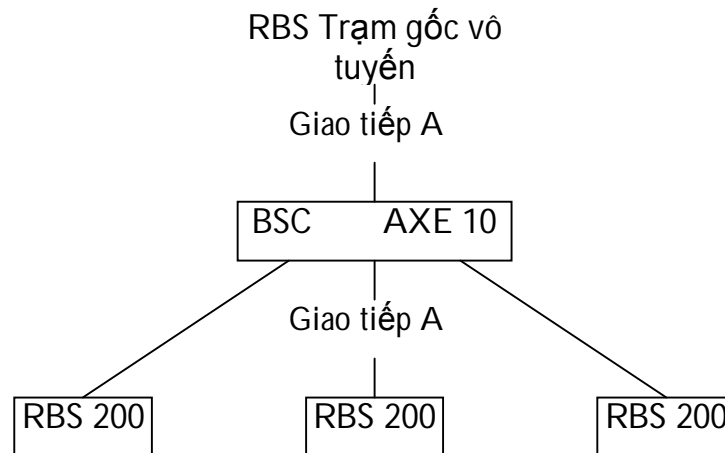 RBS Trạm gốc vô
tuyến
Giao tiếp A
BSC AXE 10
Giao tiếp A
RBS 200 RBS 200 RBS 200